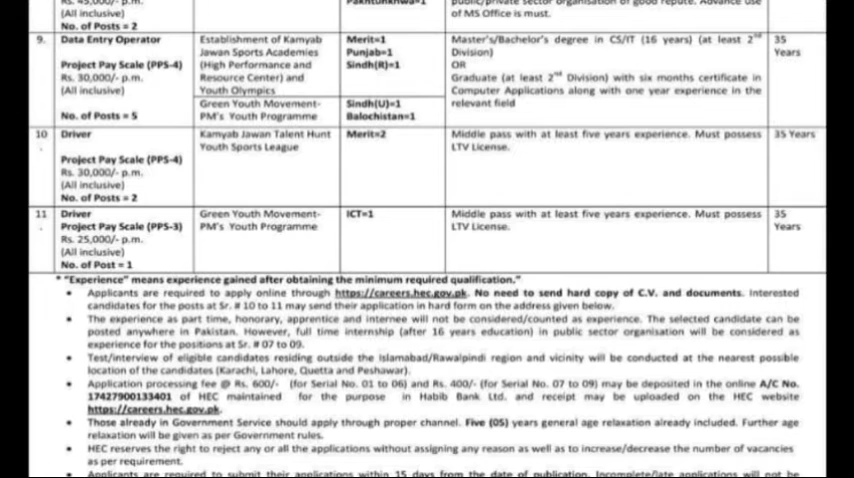 Rs. 45,000/- p.m.
(All inclusive)
No. of Posts = 2
Pakhtunkhwa=1
public/private sector organisation of good repute. Advance use
of MS Office is must.
9.
Data Entry Operator
Project Pay Scale (PPS-4)
Rs. 30,000/- p.m.
(All inclusive)
No. of Posts = 5
Establishment of Kamyab
Jawan Sports Academies
(High Performance and
Resource Center) and
Youth Olympics
Merit=1
Punjab=1
Sindh(R)=1
Green Youth Movement-
PM's Youth Programme
Sindh(U)=1
Balochistan=1
Master's/Bachelor's degree in CS/IT (16 years) (at least 2nd
Division)
OR
Graduate (at least 2nd Division) with six months certificate in
Computer Applications along with one year experience in the
relevant field
35
Years
10
.
Driver
Project Pay Scale (PPS-4)
Rs. 30,000/- p.m.
(All inclusive)
No. of Posts = 2
Kamyab Jawan Talent Hunt
Youth Sports League
Merit=2
Middle pass with at least five years experience. Must possess
LTV License.
35 Years
11
.
Driver
Project Pay Scale (PPS-3)
Rs. 25,000/- p.m.
(All inclusive)
No. of Post = 1
Green Youth Movement-
PM's Youth Programme
ICT=1
Middle pass with at least five years experience. Must possess
LTV License.
35
Years
* "Experience" means experience gained after obtaining the minimum required qualification."
• Applicants are required to apply online through https://careers.hec.gov.pk. No need to send hard copy of C.V. and documents. Interested
candidates for the posts at Sr. # 10 to 11 may send their application in hard form on the address given below.
• The experience as part time, honorary, apprentice and internee will not be considered/counted as experience. The selected candidate can be
posted anywhere in Pakistan. However, full time internship (after 16 years education) in public sector organisation will be considered as
experience for the positions at Sr. # 07 to 09.
• Test/interview of eligible candidates residing outside the Islamabad/Rawalpindi region and vicinity will be conducted at the nearest possible
location of the candidates (Karachi, Lahore, Quetta and Peshawar).
• Application processing fee @ Rs. 600/- (for Serial No. 01 to 06) and Rs. 400/- (for Serial No. 07 to 09) may be deposited in the online A/C No.
17427900133401 of HEC maintained for the purpose in Habib Bank Ltd. and receipt may be uploaded on the HEC website
https://careers.hec.gov.pk.
• Those already in Government Service should apply through proper channel. Five (05) years general age relaxation already included. Further age
relaxation will be given as per Government rules.
• HEC reserves the right to reject any or all the applications without assigning any reason as well as to increase/decrease the number of vacancies
as per requirement.
• Applicants are required to submit their applications within 15 days from the date of publication. Incomplete/late applications will not be